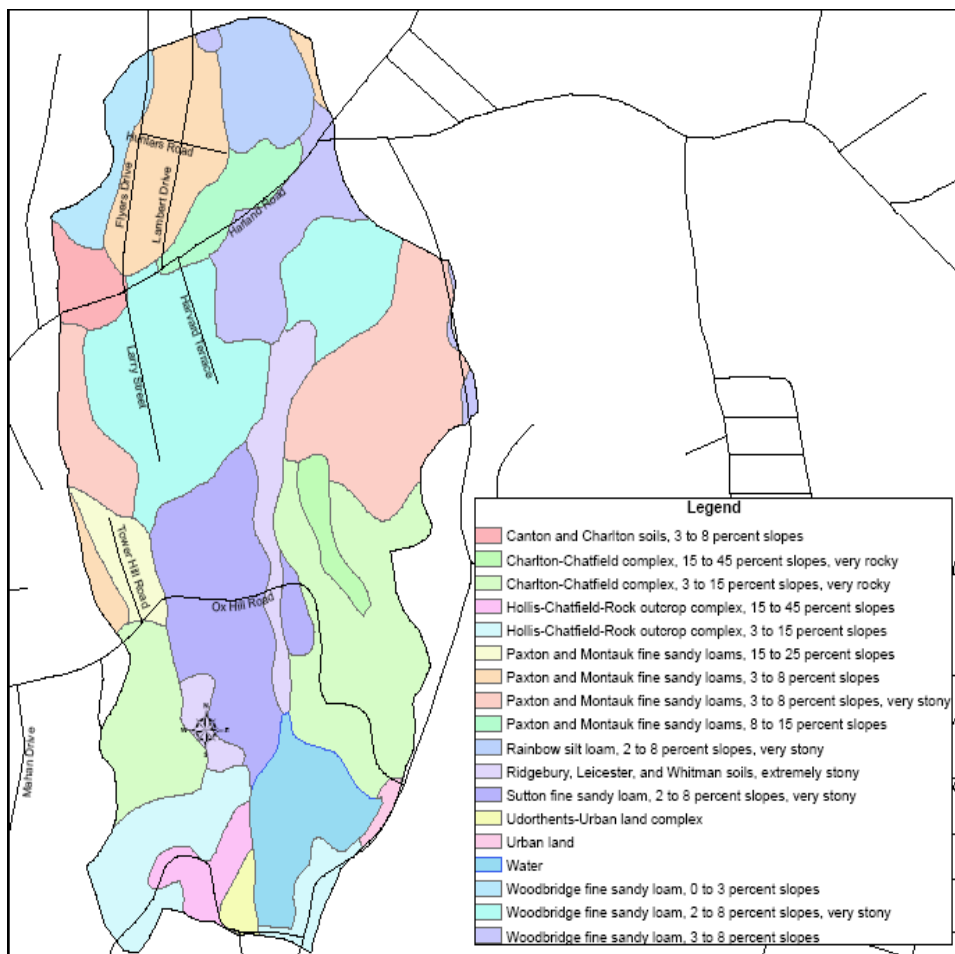 Hunters Road
Flyers Drive
Lambert Drive
Harland Road
Harvard Terrace
Larry Street
Tower Hill Road
Ox Hill Road
Mahan Drive
N
W
E
S
Legend
Canton and Charlton soils, 3 to 8 percent slopes
Charlton-Chatfield complex, 15 to 45 percent slopes, very rocky
Charlton-Chatfield complex, 3 to 15 percent slopes, very rocky
Hollis-Chatfield-Rock outcrop complex, 15 to 45 percent slopes
Hollis-Chatfield-Rock outcrop complex, 3 to 15 percent slopes
Paxton and Montauk fine sandy loams, 15 to 25 percent slopes
Paxton and Montauk fine sandy loams, 3 to 8 percent slopes
Paxton and Montauk fine sandy loams, 3 to 8 percent slopes, very stony
Paxton and Montauk fine sandy loams, 8 to 15 percent slopes
Rainbow silt loam, 2 to 8 percent slopes, very stony
Ridgebury, Leicester, and Whitman soils, extremely stony
Sutton fine sandy loam, 2 to 8 percent slopes, very stony
Udorthents-Urban land complex
Urban land
Water
Woodbridge fine sandy loam, 0 to 3 percent slopes
Woodbridge fine sandy loam, 2 to 8 percent slopes, very stony
Woodbridge fine sandy loam, 3 to 8 percent slopes